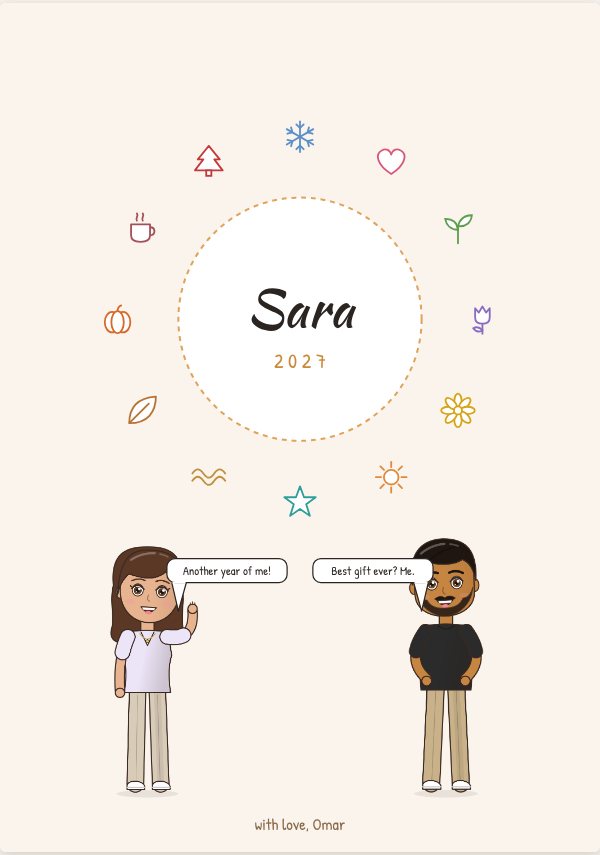 Sara
2027
Another year of me!
Best gift ever? Me.
with love, Omar